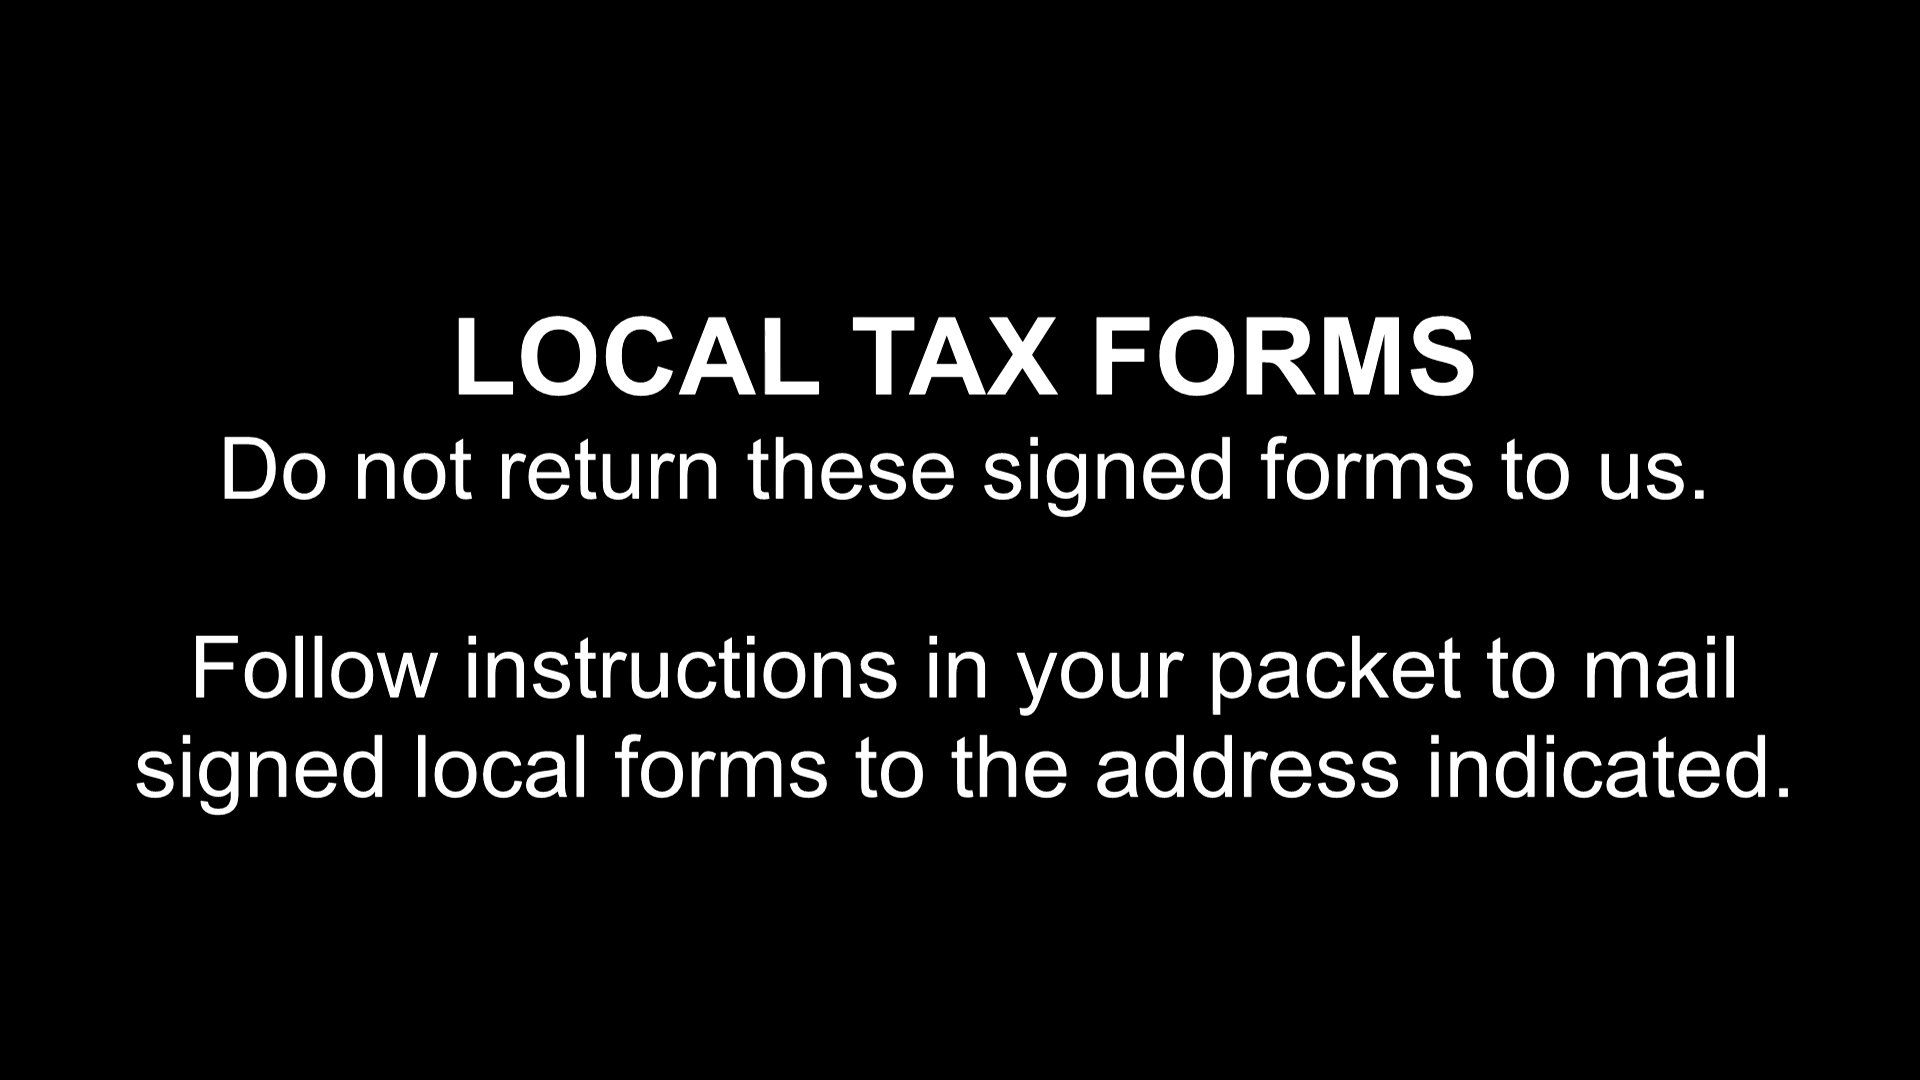 LOCAL TAX FORMS
Do not return these signed forms to us.
Follow instructions in your packet to mail
signed local forms to the address indicated.